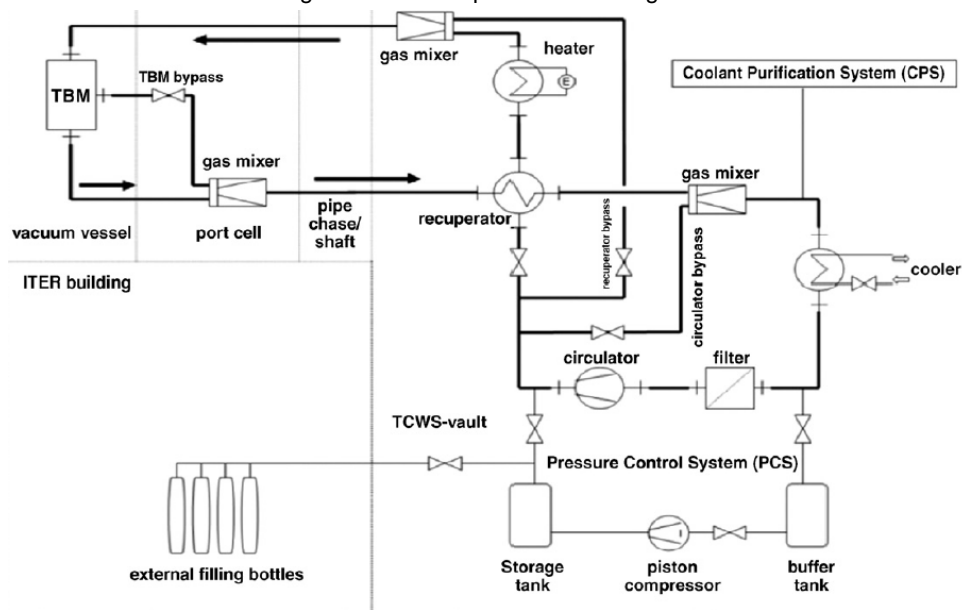 gas mixer
heater
E
Coolant Purification System (CPS)
TBM bypass
TBM
gas mixer
gas mixer
recuperator
vacuum vessel
port cell
pipe
chase/
shaft
recuperator bypass
circulator bypass
cooler
ITER building
circulator
filter
TCWS-vault
Pressure Control System (PCS)
external filling bottles
Storage
tank
piston
compressor
buffer
tank